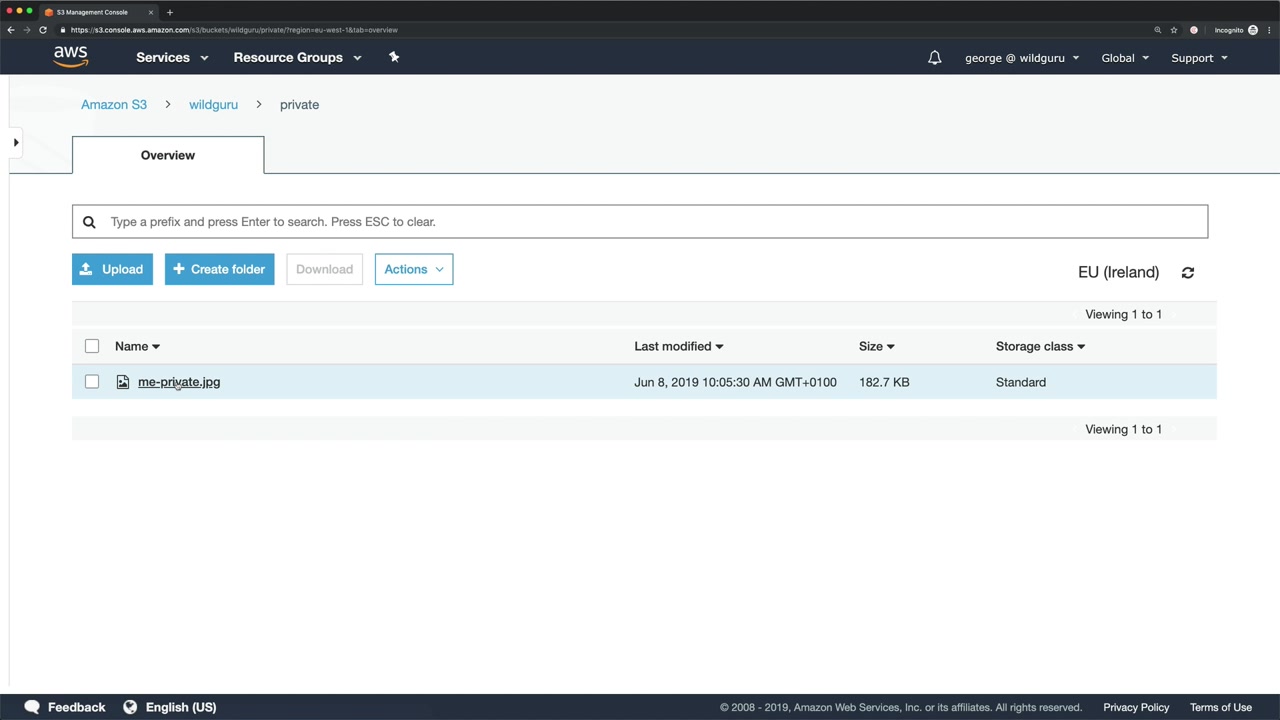 S3 Management Console
https://s3.console.aws.amazon.com/s3/buckets/wildguru/private/?region=eu-west-1&tab=overview
Incognito
aws
Services
Resource Groups
george @ wildguru
Global
Support
Amazon S3 > wildguru > private
Overview
Type a prefix and press Enter to search. Press ESC to clear.
Upload
+ Create folder
Download
Actions
EU (Ireland)
Viewing 1 to 1
Name
Last modified
Size
Storage class
me-private.jpg
Jun 8, 2019 10:05:30 AM GMT+0100
182.7 KB
Standard
Viewing 1 to 1
Feedback
English (US)
© 2008 - 2019, Amazon Web Services, Inc. or its affiliates. All rights reserved.
Privacy Policy
Terms of Use